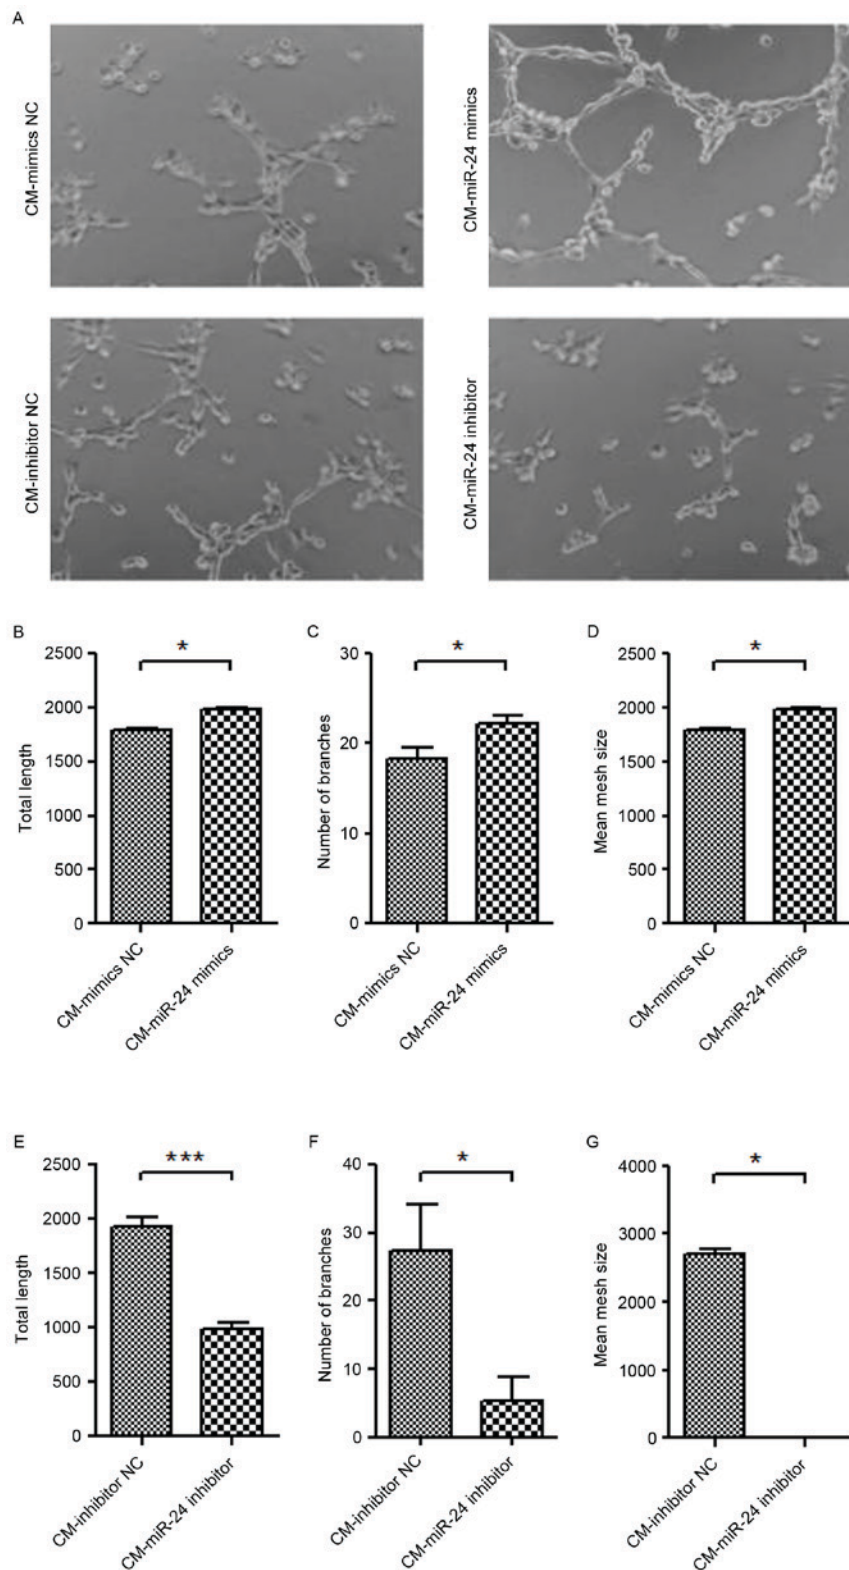 A
CM-mimics NC
CM-miR-24 mimics
CM-inhibitor NC
CM-miR-24 inhibitor
B
C
D
Total length
2500
2000
1500
1000
500
0
*
CM-mimics NC
CM-miR-24 mimics
Number of branches
30
20
10
0
*
CM-mimics NC
CM-miR-24 mimics
Mean mesh size
2500
2000
1500
1000
500
0
*
CM-mimics NC
CM-miR-24 mimics
E
F
G
Total length
2500
2000
1500
1000
500
0
***
CM-inhibitor NC
CM-miR-24 inhibitor
Number of branches
40
30
20
10
0
*
CM-inhibitor NC
CM-miR-24 inhibitor
Mean mesh size
4000
3000
2000
1000
0
*
CM-inhibitor NC
CM-miR-24 inhibitor